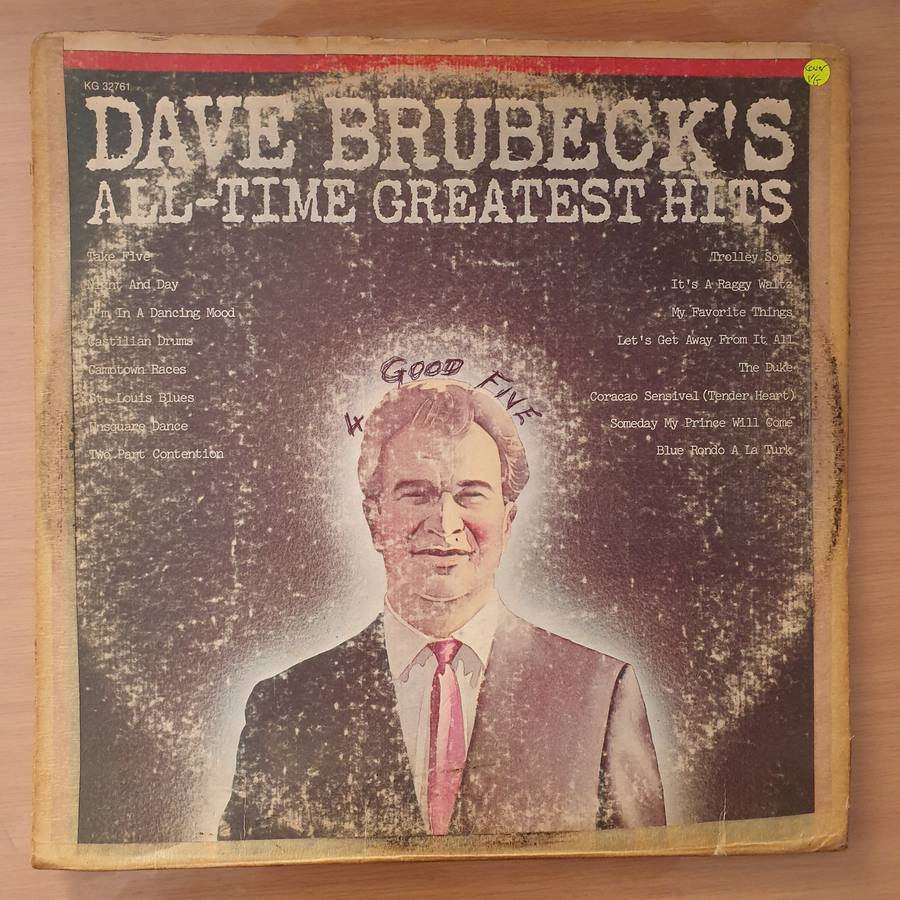 KG 32761
DAVE BRUBECK'S
ALL-TIME GREATEST HITS
Take Five
Night And Day
I'm In A Dancing Mood
Castilian Drums
Camptown Races
St. Louis Blues
Unsquare Dance
Two Part Contention
Trolley Song
It's A Raggy Waltz
My Favorite Things
Let's Get Away From It All
The Duke
Coracao Sensivel (Tender Heart)
Someday My Prince Will Come
Blue Rondo A La Turk
4 GOOD FIVE
Cover